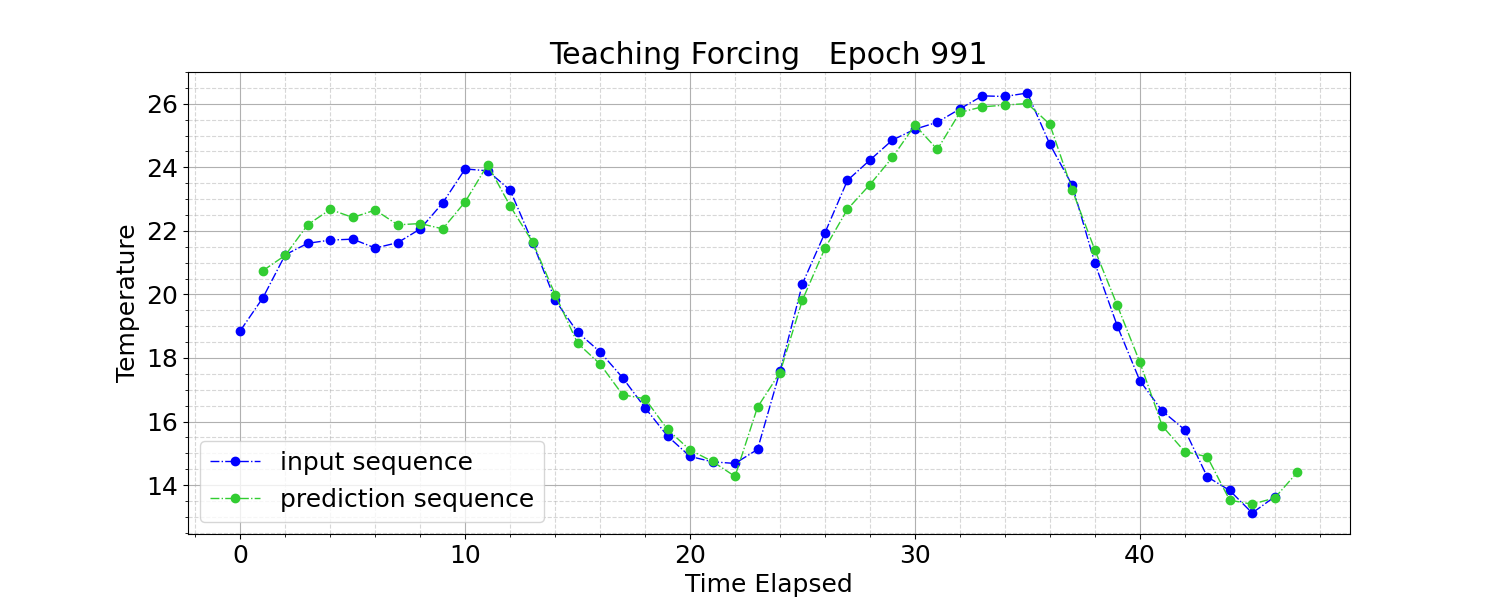 Teaching Forcing   Epoch 991
26
24
22
20
18
16
14
Temperature
input sequence
prediction sequence
0 10 20 30 40
Time Elapsed